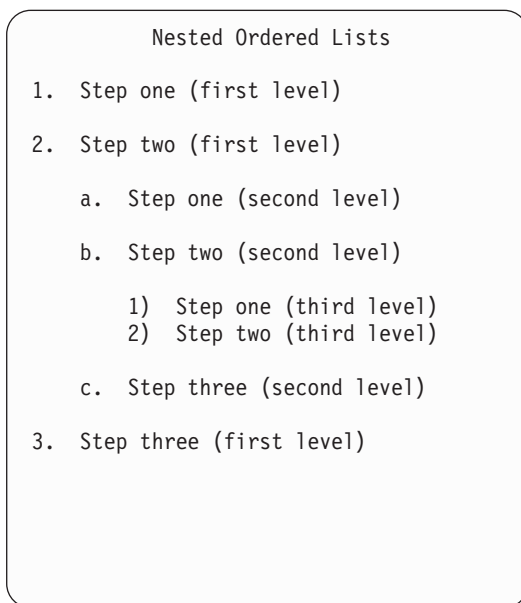 Nested Ordered Lists
1. Step one (first level)
2. Step two (first level)
a. Step one (second level)
b. Step two (second level)
1) Step one (third level)
2) Step two (third level)
c. Step three (second level)
3. Step three (first level)